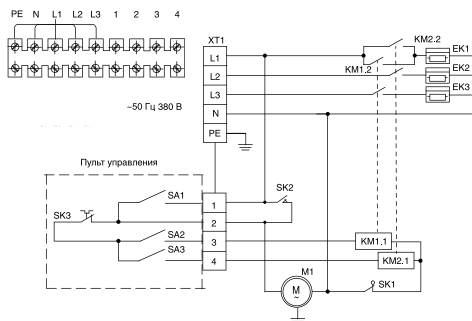 PE N L1 L2 L3 1 2 3 4
XT1
KM2.2
L1
EK1
KM1.2
L2
EK2
L3
EK3
~50 Гц 380 В
N
PE
Пульт управления
SA1
1
SK2
SK3
2
SA2
3
KM1.1
SA3
4
KM2.1
M1
M
~
SK1